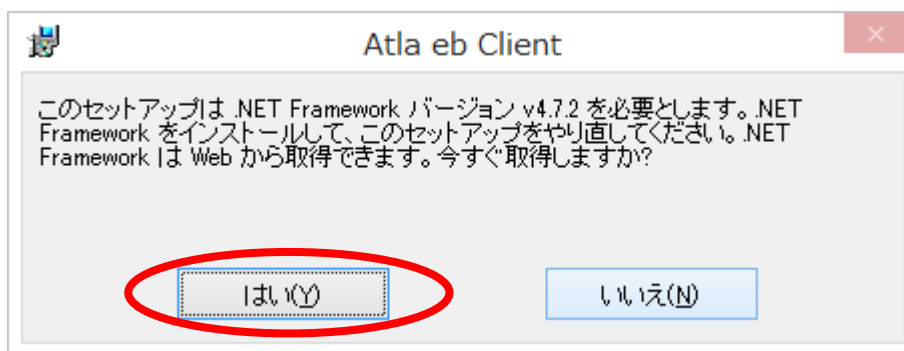 Atla eb Client
このセットアップは .NET Framework バージョン v4.7.2 を必要とします。.NET
Framework をインストールして、このセットアップをやり直してください。.NET
Framework は Web から取得できます。今すぐ取得しますか?
はい(Y)
いいえ(N)